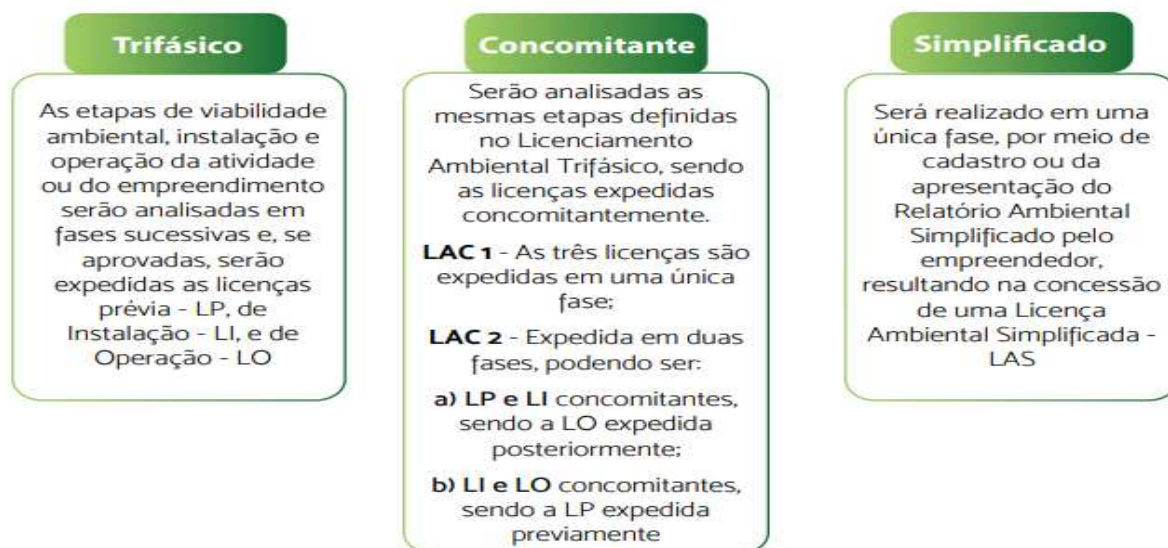 Trifásico
As etapas de viabilidade
ambiental, instalação e
operação da atividade
ou do empreendimento
serão analisadas em
fases sucessivas e, se
aprovadas, serão
expedidas as licenças
prévia - LP, de
Instalação - LI, e de
Operação - LO
Concomitante
Serão analisadas as
mesmas etapas definidas
no Licenciamento
Ambiental Trifásico, sendo
as licenças expedidas
concomitantemente.
LAC 1 - As três licenças são
expedidas em uma única
fase;
LAC 2 - Expedida em duas
fases, podendo ser:
a) LP e LI concomitantes,
sendo a LO expedida
posteriormente;
b) LI e LO concomitantes,
sendo a LP expedida
previamente
Simplificado
Será realizado em uma
única fase, por meio de
cadastro ou da
apresentação do
Relatório Ambiental
Simplificado pelo
empreendedor,
resultando na concessão
de uma Licença
Ambiental Simplificada -
LAS